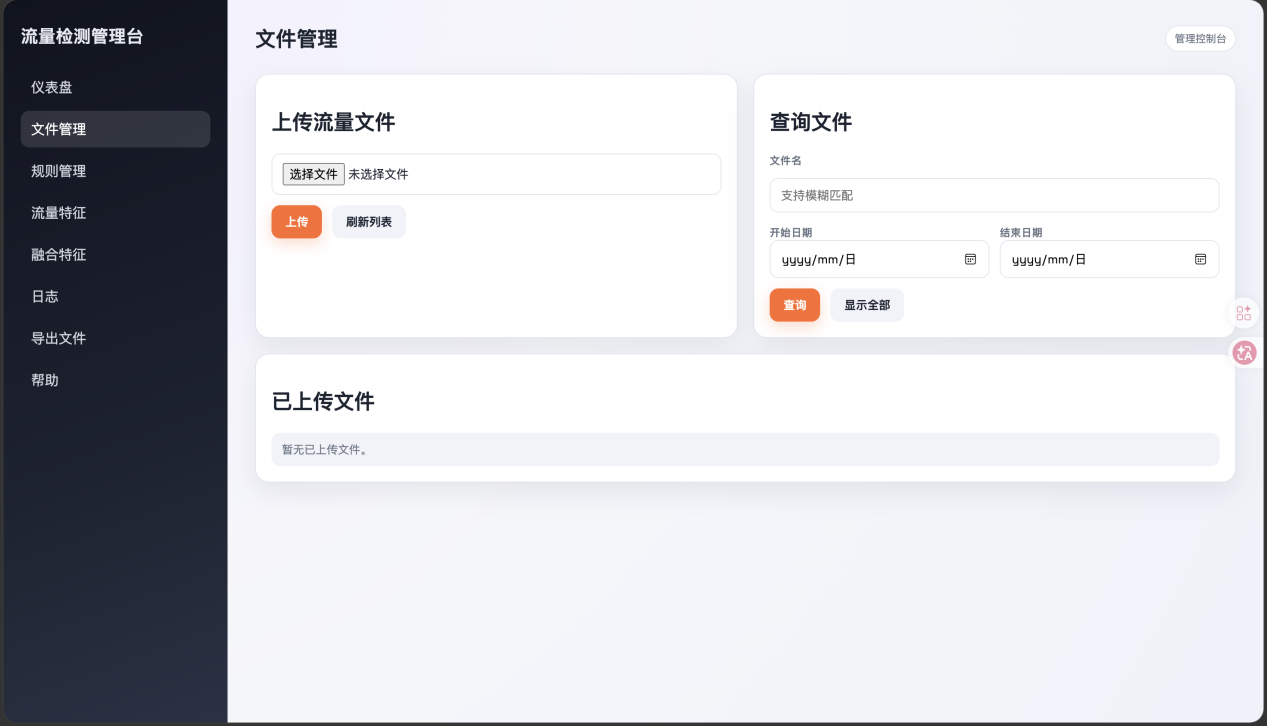 流量检测管理台
仪表盘
文件管理
规则管理
流量特征
融合特征
日志
导出文件
帮助
文件管理
管理控制台
上传流量文件
选择文件 未选择文件
上传 刷新列表
查询文件
文件名
支持模糊匹配
开始日期 结束日期
yyyy/mm/日 yyyy/mm/日
查询 显示全部
已上传文件
暂无已上传文件。